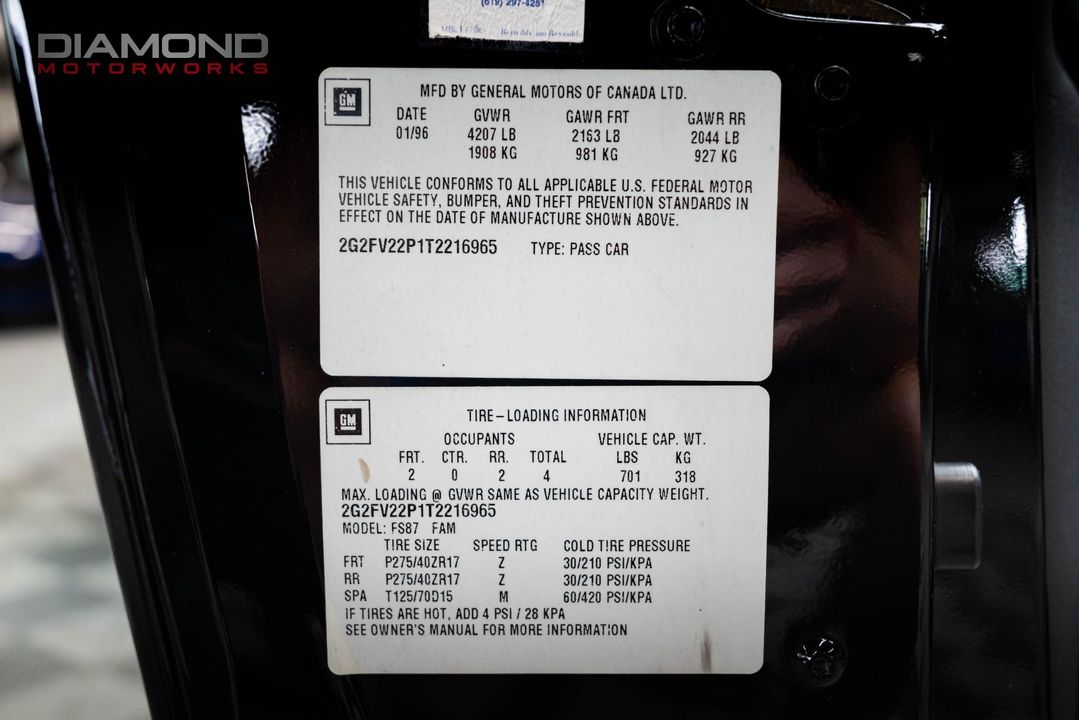 (619) 297-4251
MBL
Reynolds and Reynolds
DIAMOND
MOTORWORKS
GM
MFD BY GENERAL MOTORS OF CANADA LTD.
DATE GVWR GAWR FRT GAWR RR
01/96 4207 LB 2163 LB 2044 LB
1908 KG 981 KG 927 KG
THIS VEHICLE CONFORMS TO ALL APPLICABLE U.S. FEDERAL MOTOR
VEHICLE SAFETY, BUMPER, AND THEFT PREVENTION STANDARDS IN
EFFECT ON THE DATE OF MANUFACTURE SHOWN ABOVE.
2G2FV22P1T2216965 TYPE: PASS CAR
GM
TIRE-LOADING INFORMATION
OCCUPANTS VEHICLE CAP. WT.
FRT. CTR. RR. TOTAL LBS KG
2 0 2 4 701 318
MAX. LOADING @ GVWR SAME AS VEHICLE CAPACITY WEIGHT.
2G2FV22P1T2216965
MODEL: FS87 FAM
TIRE SIZE SPEED RTG COLD TIRE PRESSURE
FRT P275/40ZR17 Z 30/210 PSI/KPA
RR P275/40ZR17 Z 30/210 PSI/KPA
SPA T125/70D15 M 60/420 PSI/KPA
IF TIRES ARE HOT, ADD 4 PSI / 28 KPA
SEE OWNER'S MANUAL FOR MORE INFORMATION